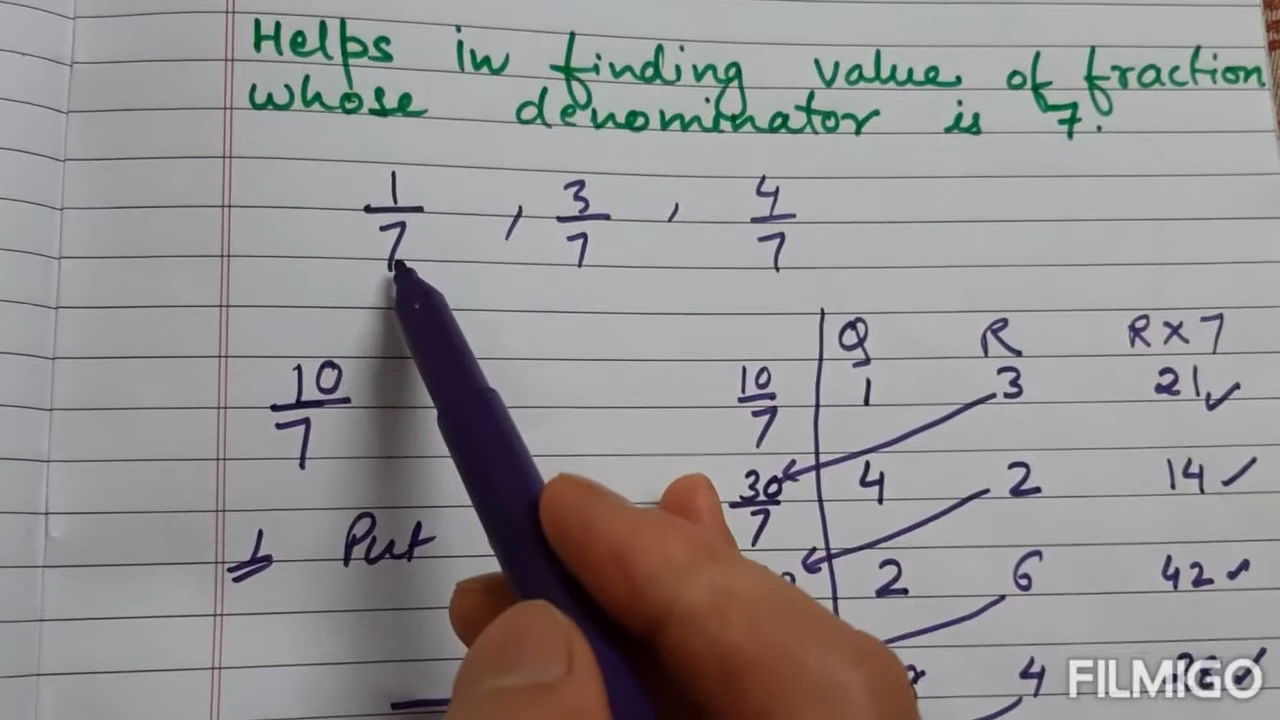 Helps in finding value of fraction
whose denominator is 7.
1/7 , 3/7 , 4/7
Q R R x 7
10/7 10/7 1 3 21 ✓
30/7 4 2 14 ✓
1 Put
2 6 42 ✓
4
FILMIGO